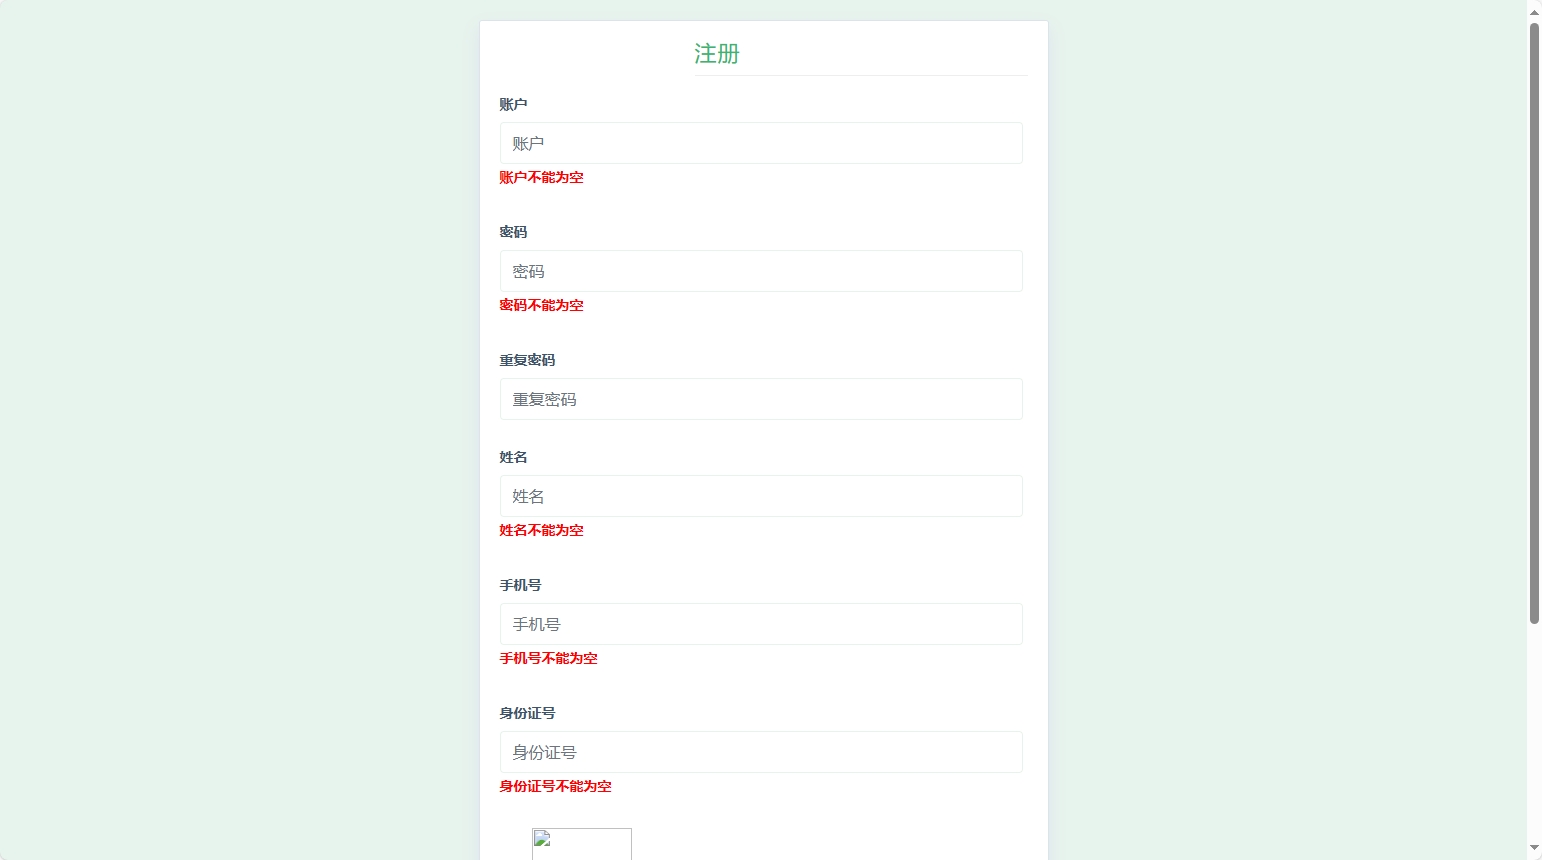 注册
账户
账户
账户不能为空
密码
密码
密码不能为空
重复密码
重复密码
姓名
姓名
姓名不能为空
手机号
手机号
手机号不能为空
身份证号
身份证号
身份证号不能为空